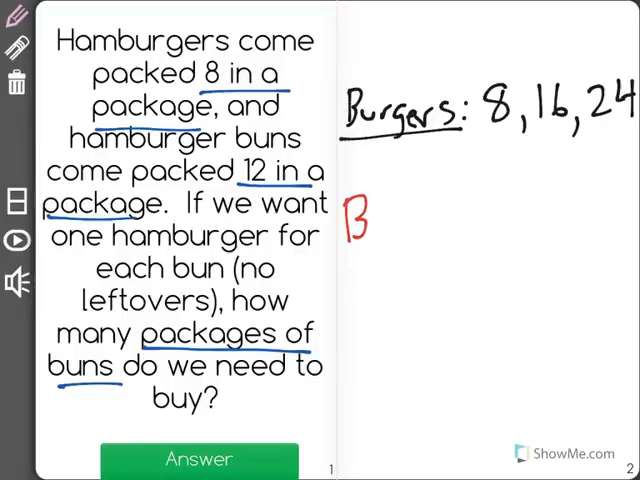 Hamburgers come
packed 8 in a
package, and
hamburger buns
come packed 12 in a
package. If we want
one hamburger for
each bun (no
leftovers), how
many packages of
buns do we need to
buy?
Answer
1
Burgers: 8, 16, 24
B
ShowMe.com
2